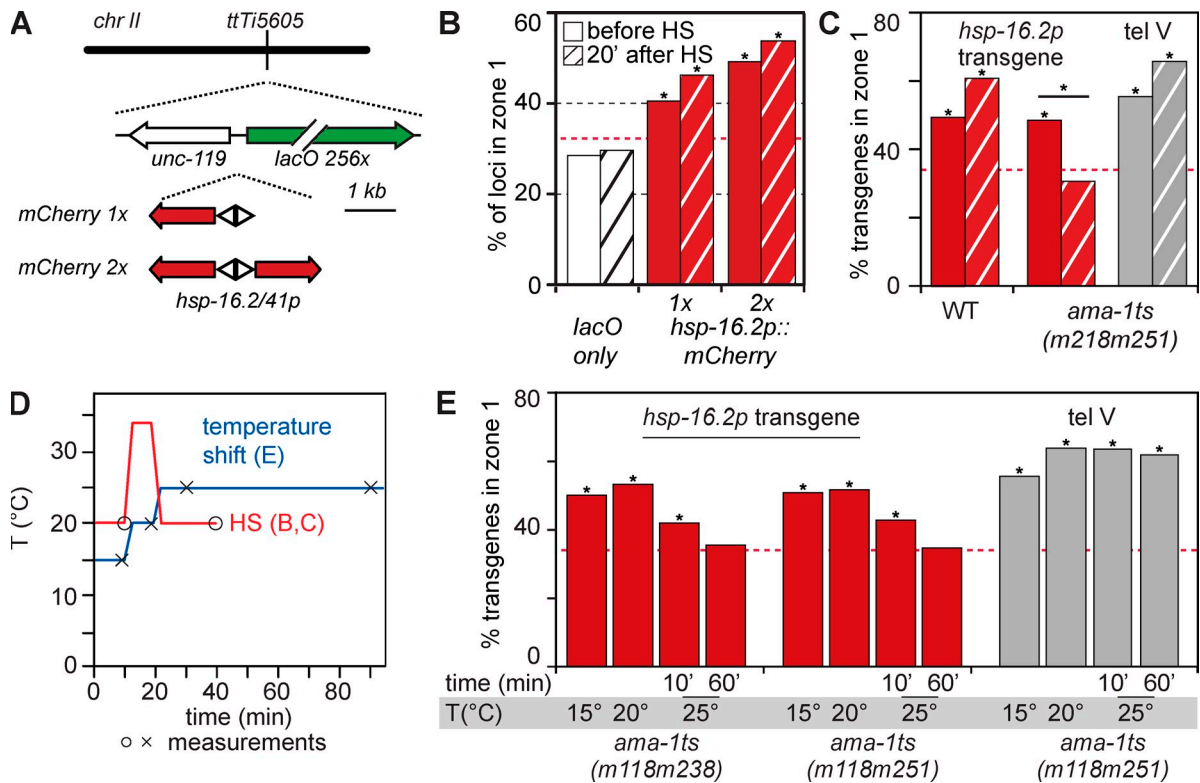 A
chr II
ttTi5605
unc-119
lacO 256x
1 kb
mCherry 1x
mCherry 2x
hsp-16.2/41p
B
% of loci in zone 1
60
40
20
0
before HS
20' after HS
*
*
*
*
1x
2x
lacO
only
hsp-16.2p::
mCherry
C
% transgenes in zone 1
80
40
0
hsp-16.2p
transgene
tel V
*
*
*
*
*
*
WT
ama-1ts
(m218m251)
D
T(°C)
30
20
10
0
temperature
shift (E)
HS (B,C)
0
20
40
60
80
time (min)
measurements
E
% transgenes in zone 1
80
40
0
hsp-16.2p transgene
tel V
*
*
*
*
*
*
*
*
*
*
time (min)
10' 60'
10' 60'
10' 60'
T(°C)
15° 20° 25°
15° 20° 25°
15° 20° 25°
ama-1ts
(m118m238)
ama-1ts
(m118m251)
ama-1ts
(m118m251)